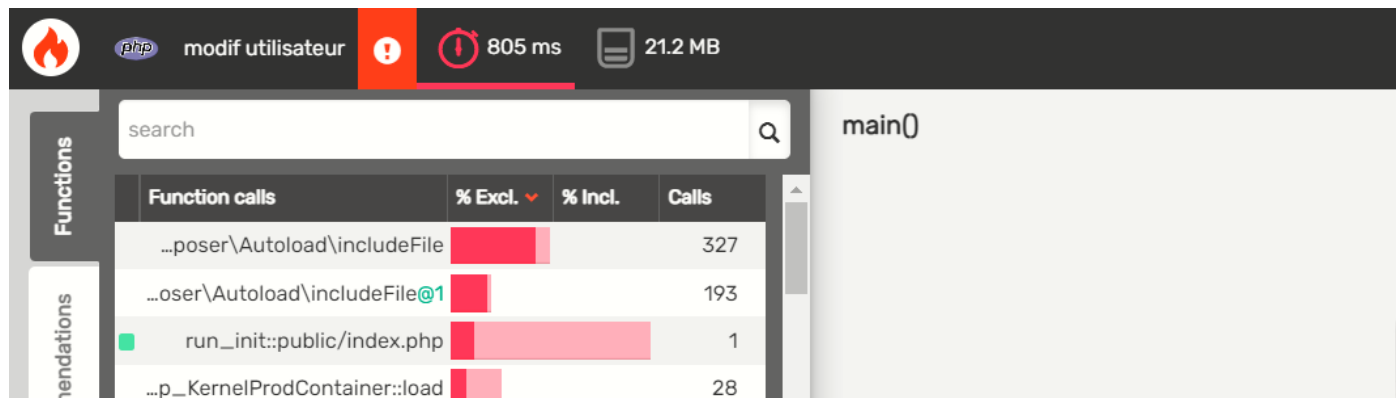 php modif utilisateur 805 ms 21.2 MB
search
main()
Functions
Function calls % Excl. % Incl. Calls
...poser\Autoload\includeFile 327
...oser\Autoload\includeFile@1 193
run_init::public/index.php 1
...p_KernelProdContainer::load 28
nendations